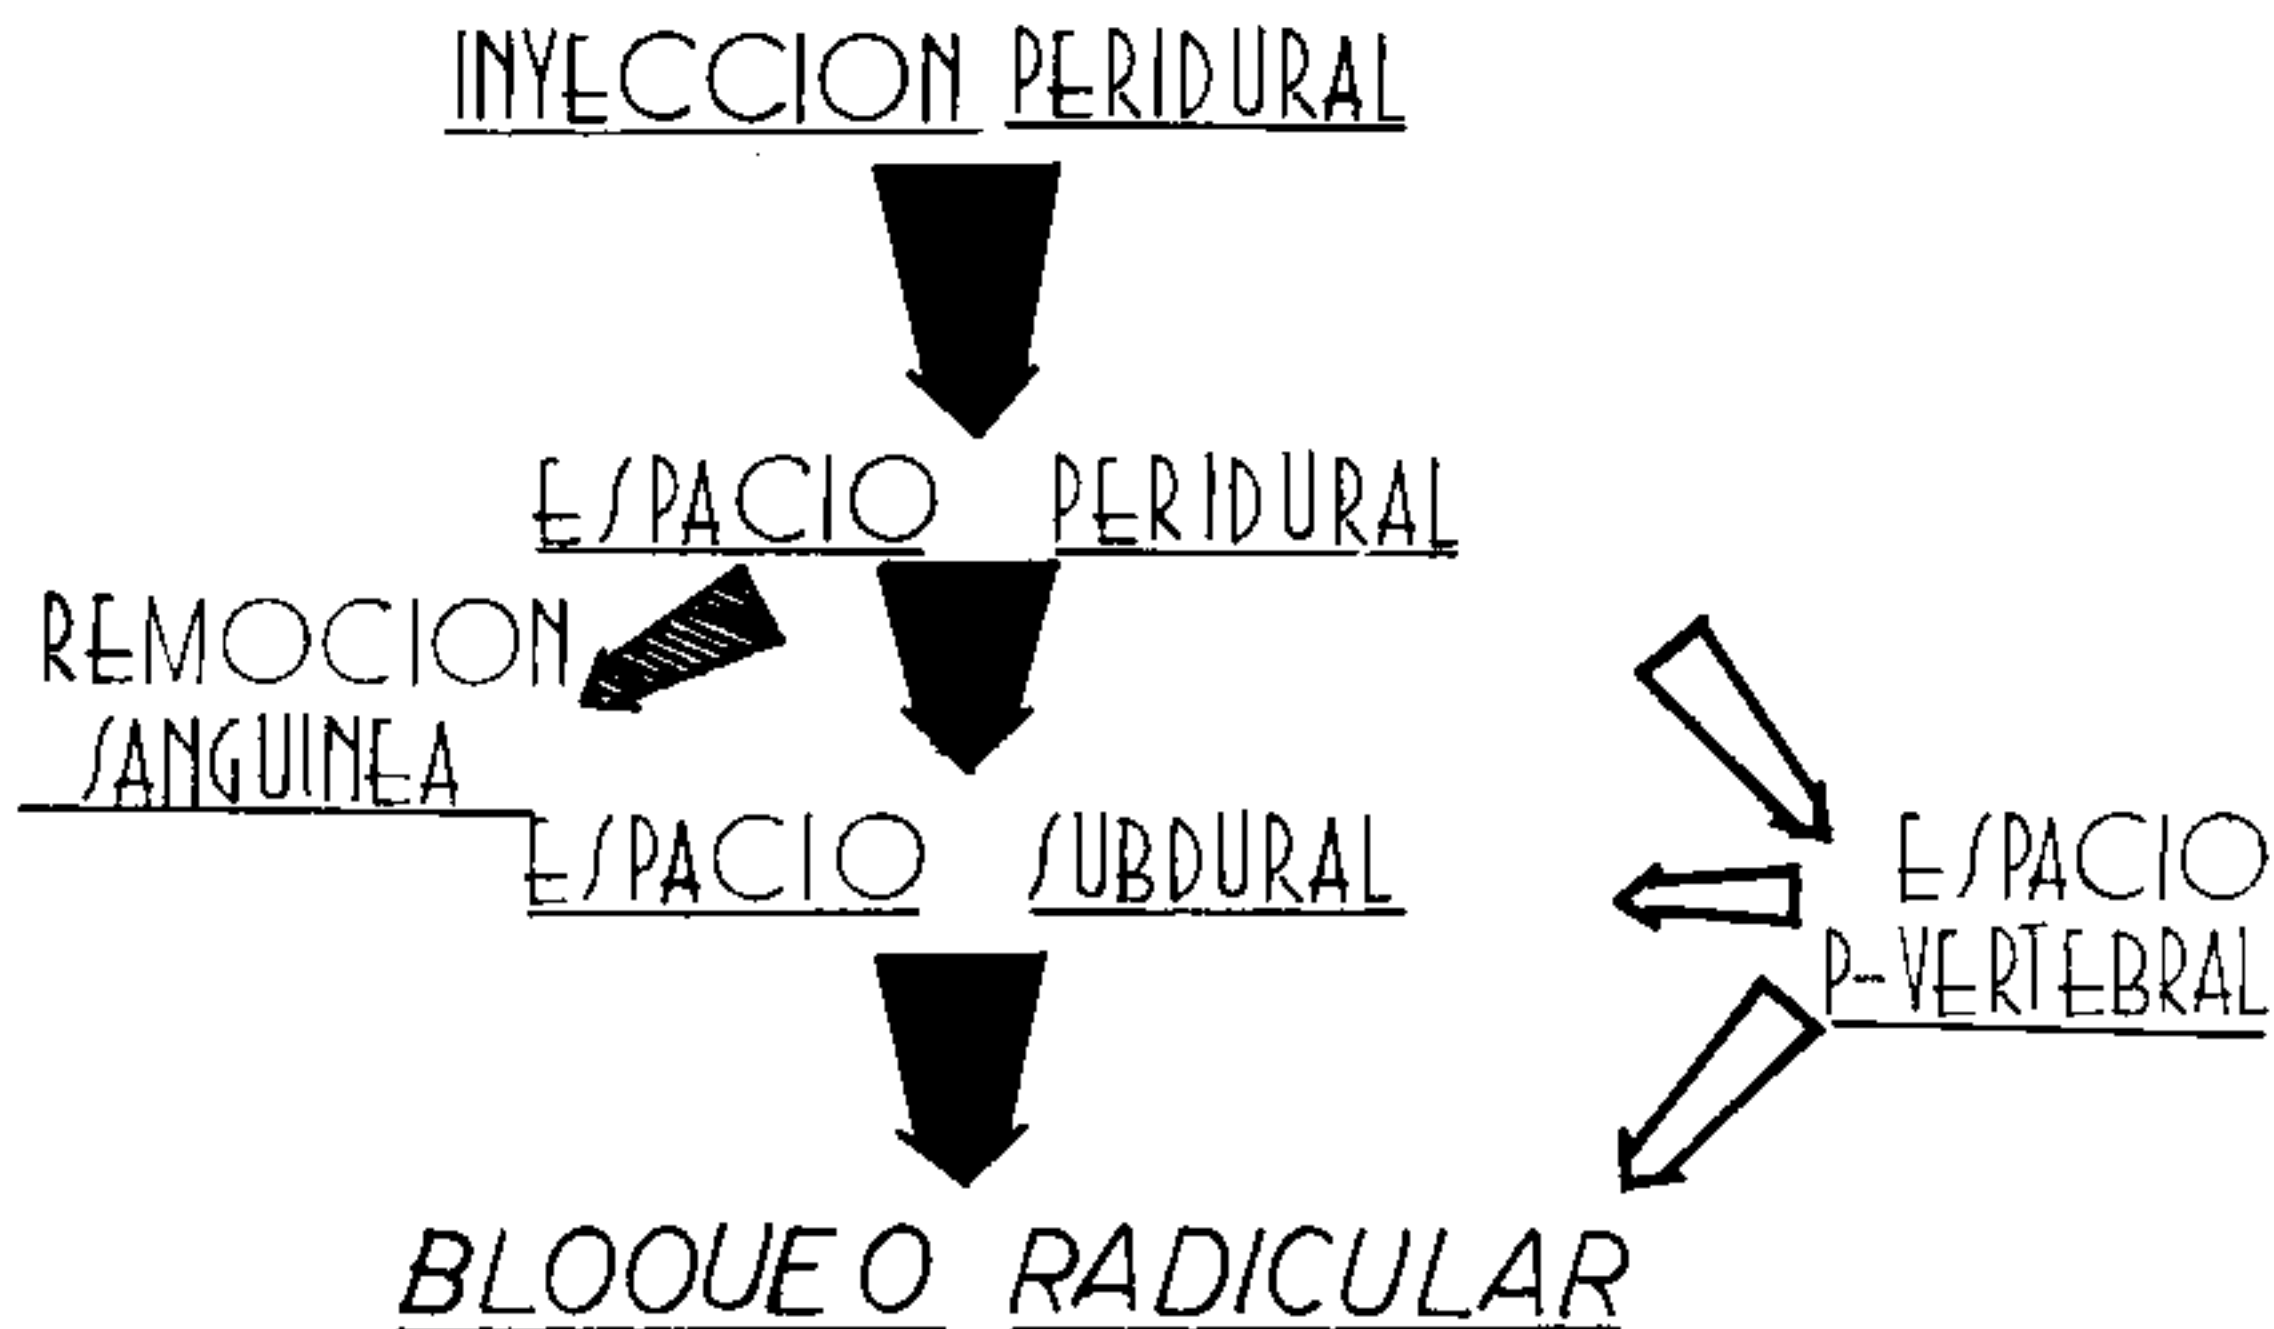 INYECCION PERIDURAL
ESPACIO PERIDURAL
REMOCION
SANGUINEA
ESPACIO SUBDURAL
ESPACIO
P-VERTEBRAL
BLOQUEO RADICULAR